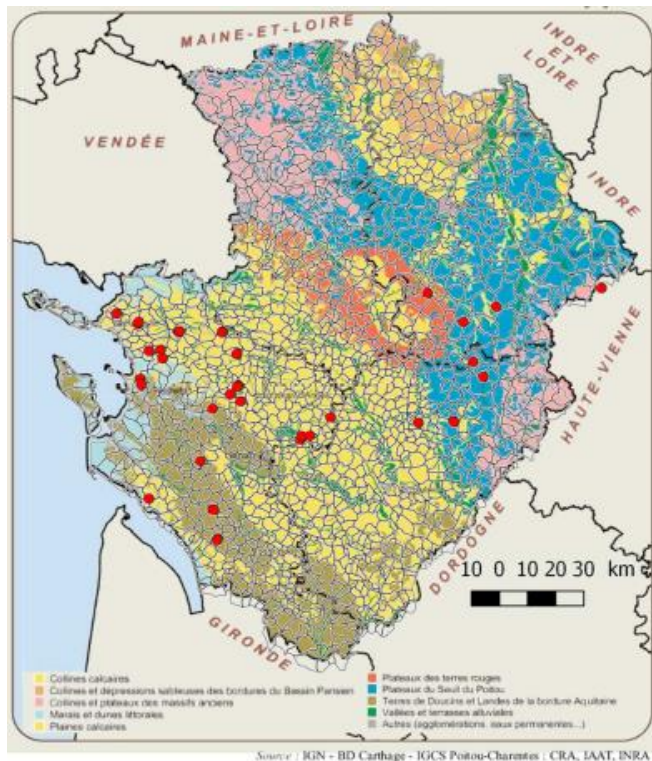 MAINE-ET-LOIRE
INDRE
ET
LOIRE
VENDÉE
INDRE
HAUTE-VIENNE
DORDOGNE
GIRONDE
10 0 10 20 30 km
Collines calcaires
Collines et dépressions sableuses des bordures du Bassin Parisien
Collines et plateaux des massifs anciens
Marais et dunes littorales
Plaines calcaires
Plateaux des terres rouges
Plateaux du Seuil du Poitou
Terres de Doucins et Landes de la bordure Aquitaine
Vallées et terrasses alluviales
Autres (agglomérations, eaux permanentes...)
Source : IGN - BD Carthage - IGCS Poitou-Charentes ; CRA, IAAT, INRA